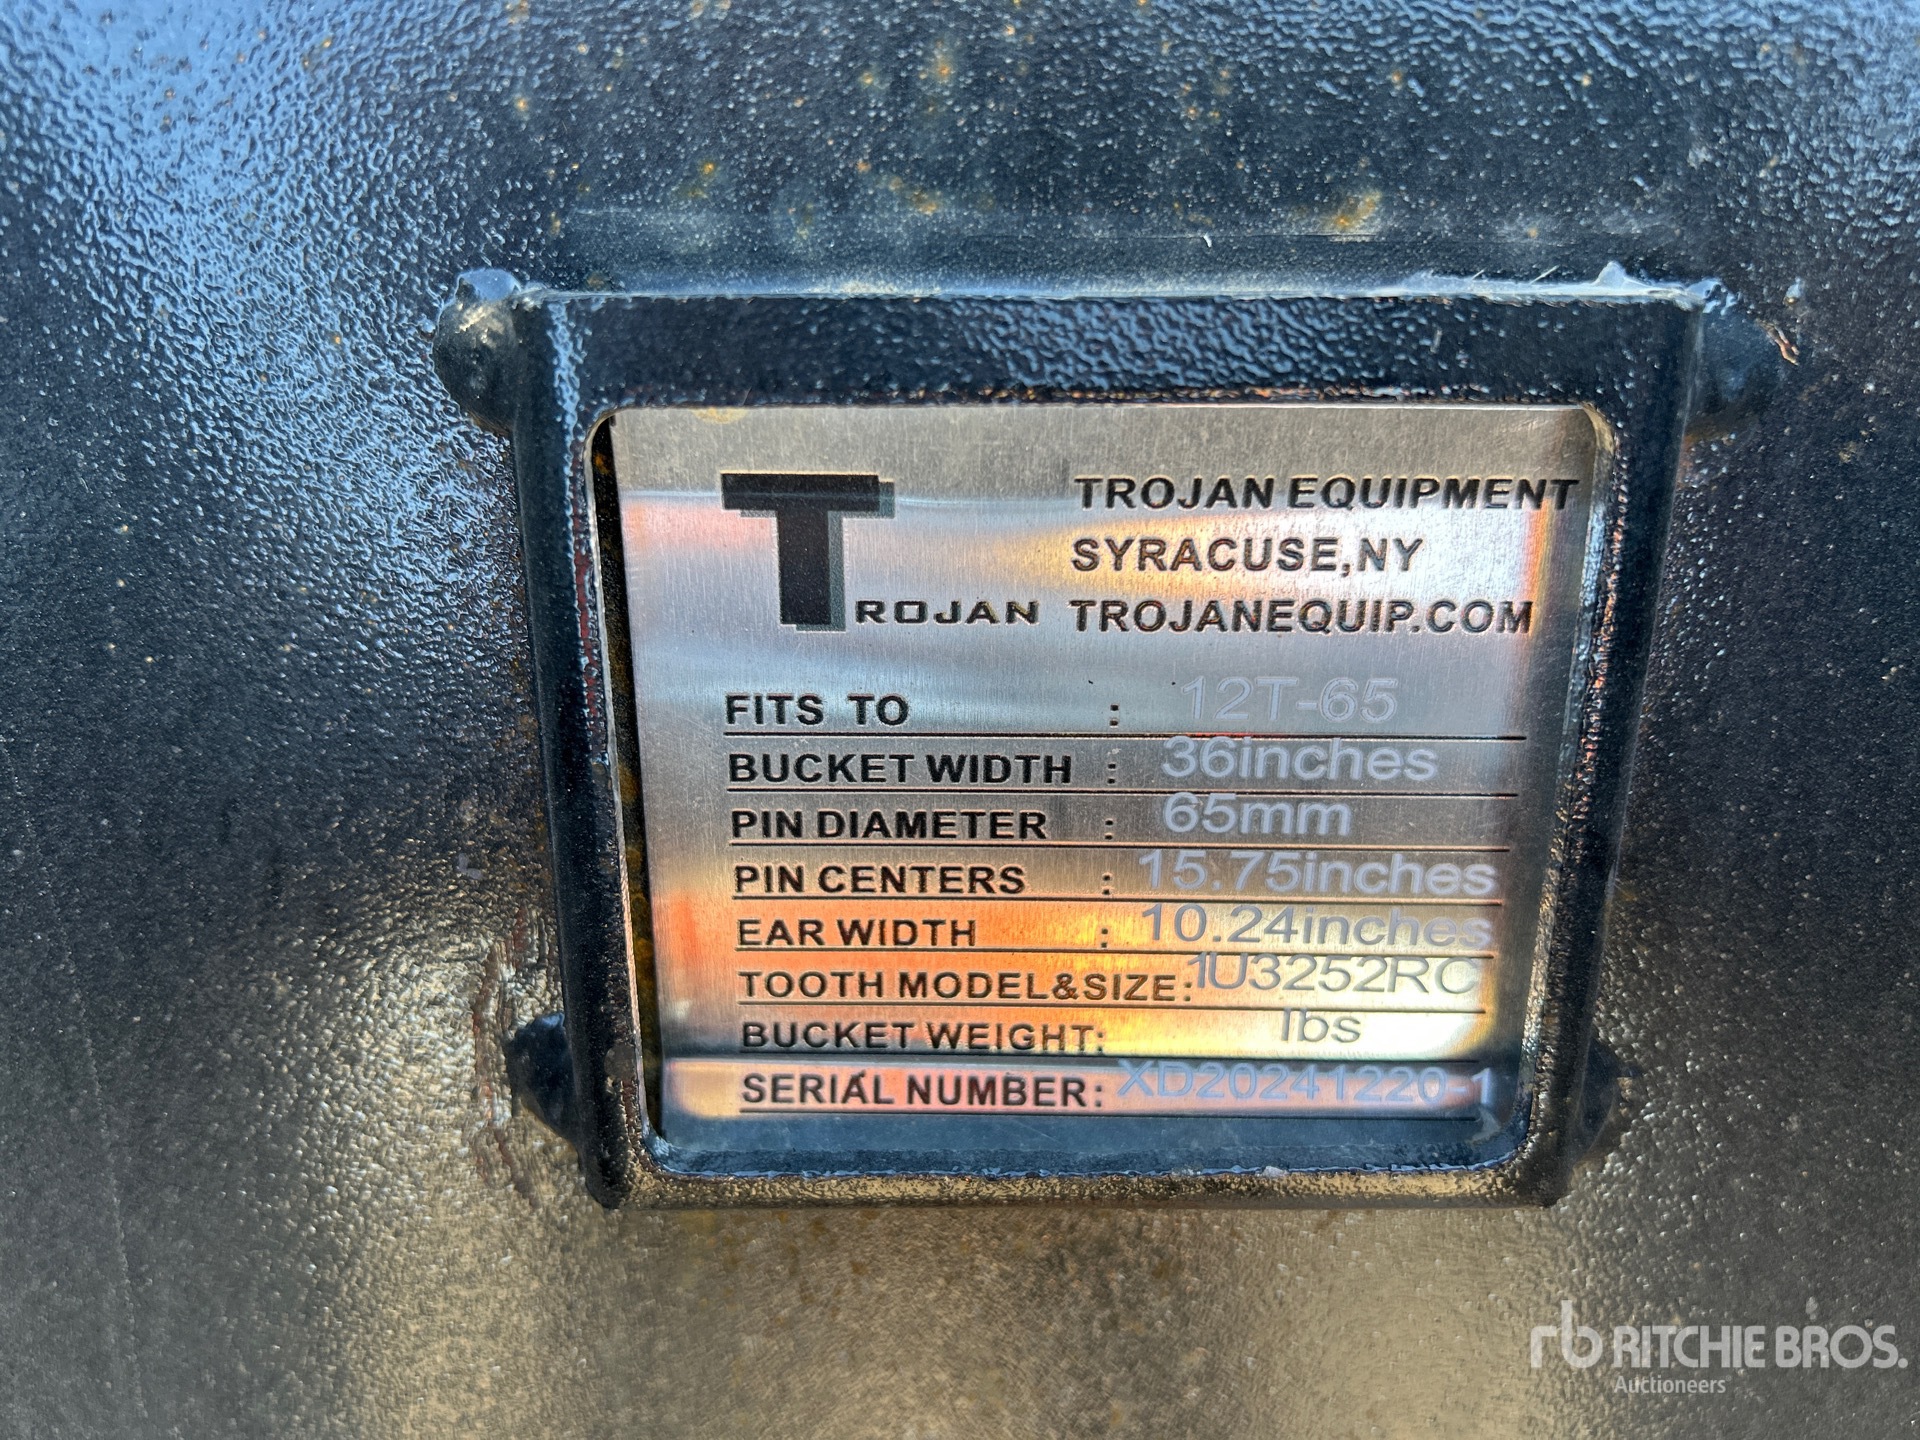 TROJAN
TROJAN EQUIPMENT
SYRACUSE,NY
TROJANEQUIP.COM
FITS TO : 12T-65
BUCKET WIDTH : 36inches
PIN DIAMETER : 65mm
PIN CENTERS : 15.75inches
EAR WIDTH : 10.24inches
TOOTH MODEL&SIZE: 1U3252RC
BUCKET WEIGHT: lbs
SERIAL NUMBER: XD20241220-1
rb RITCHIE BROS.
Auctioneers